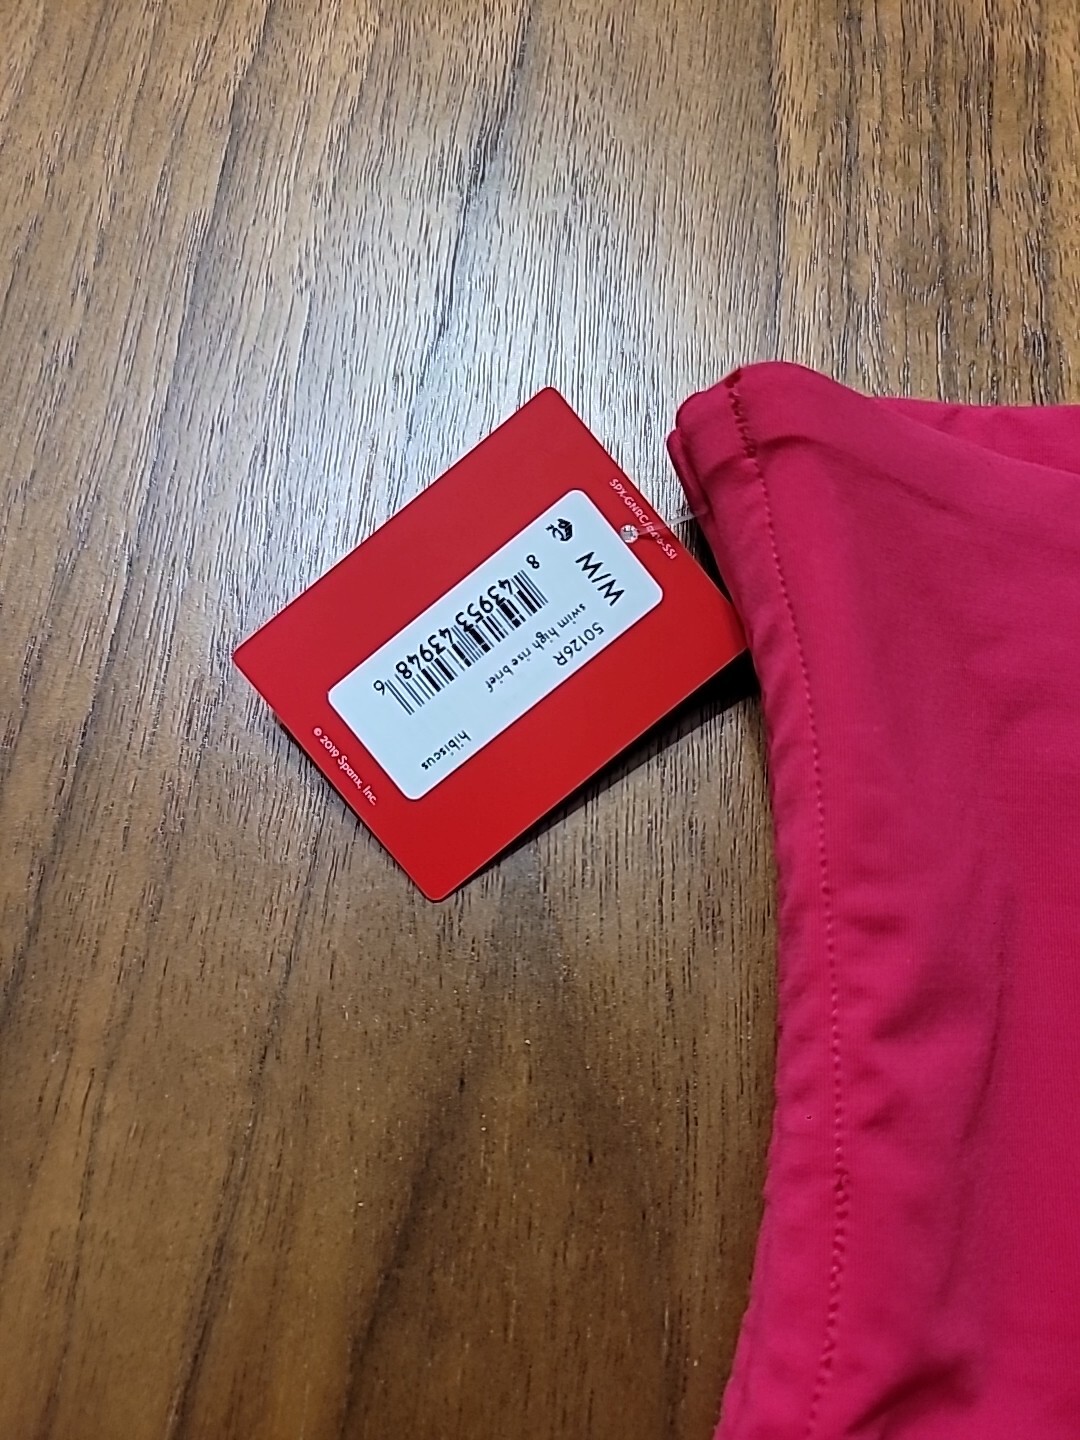 W/W
50126R
swim high rise brief
hibiscus
8 43953 43948 6
© 2019 Spanx, Inc.